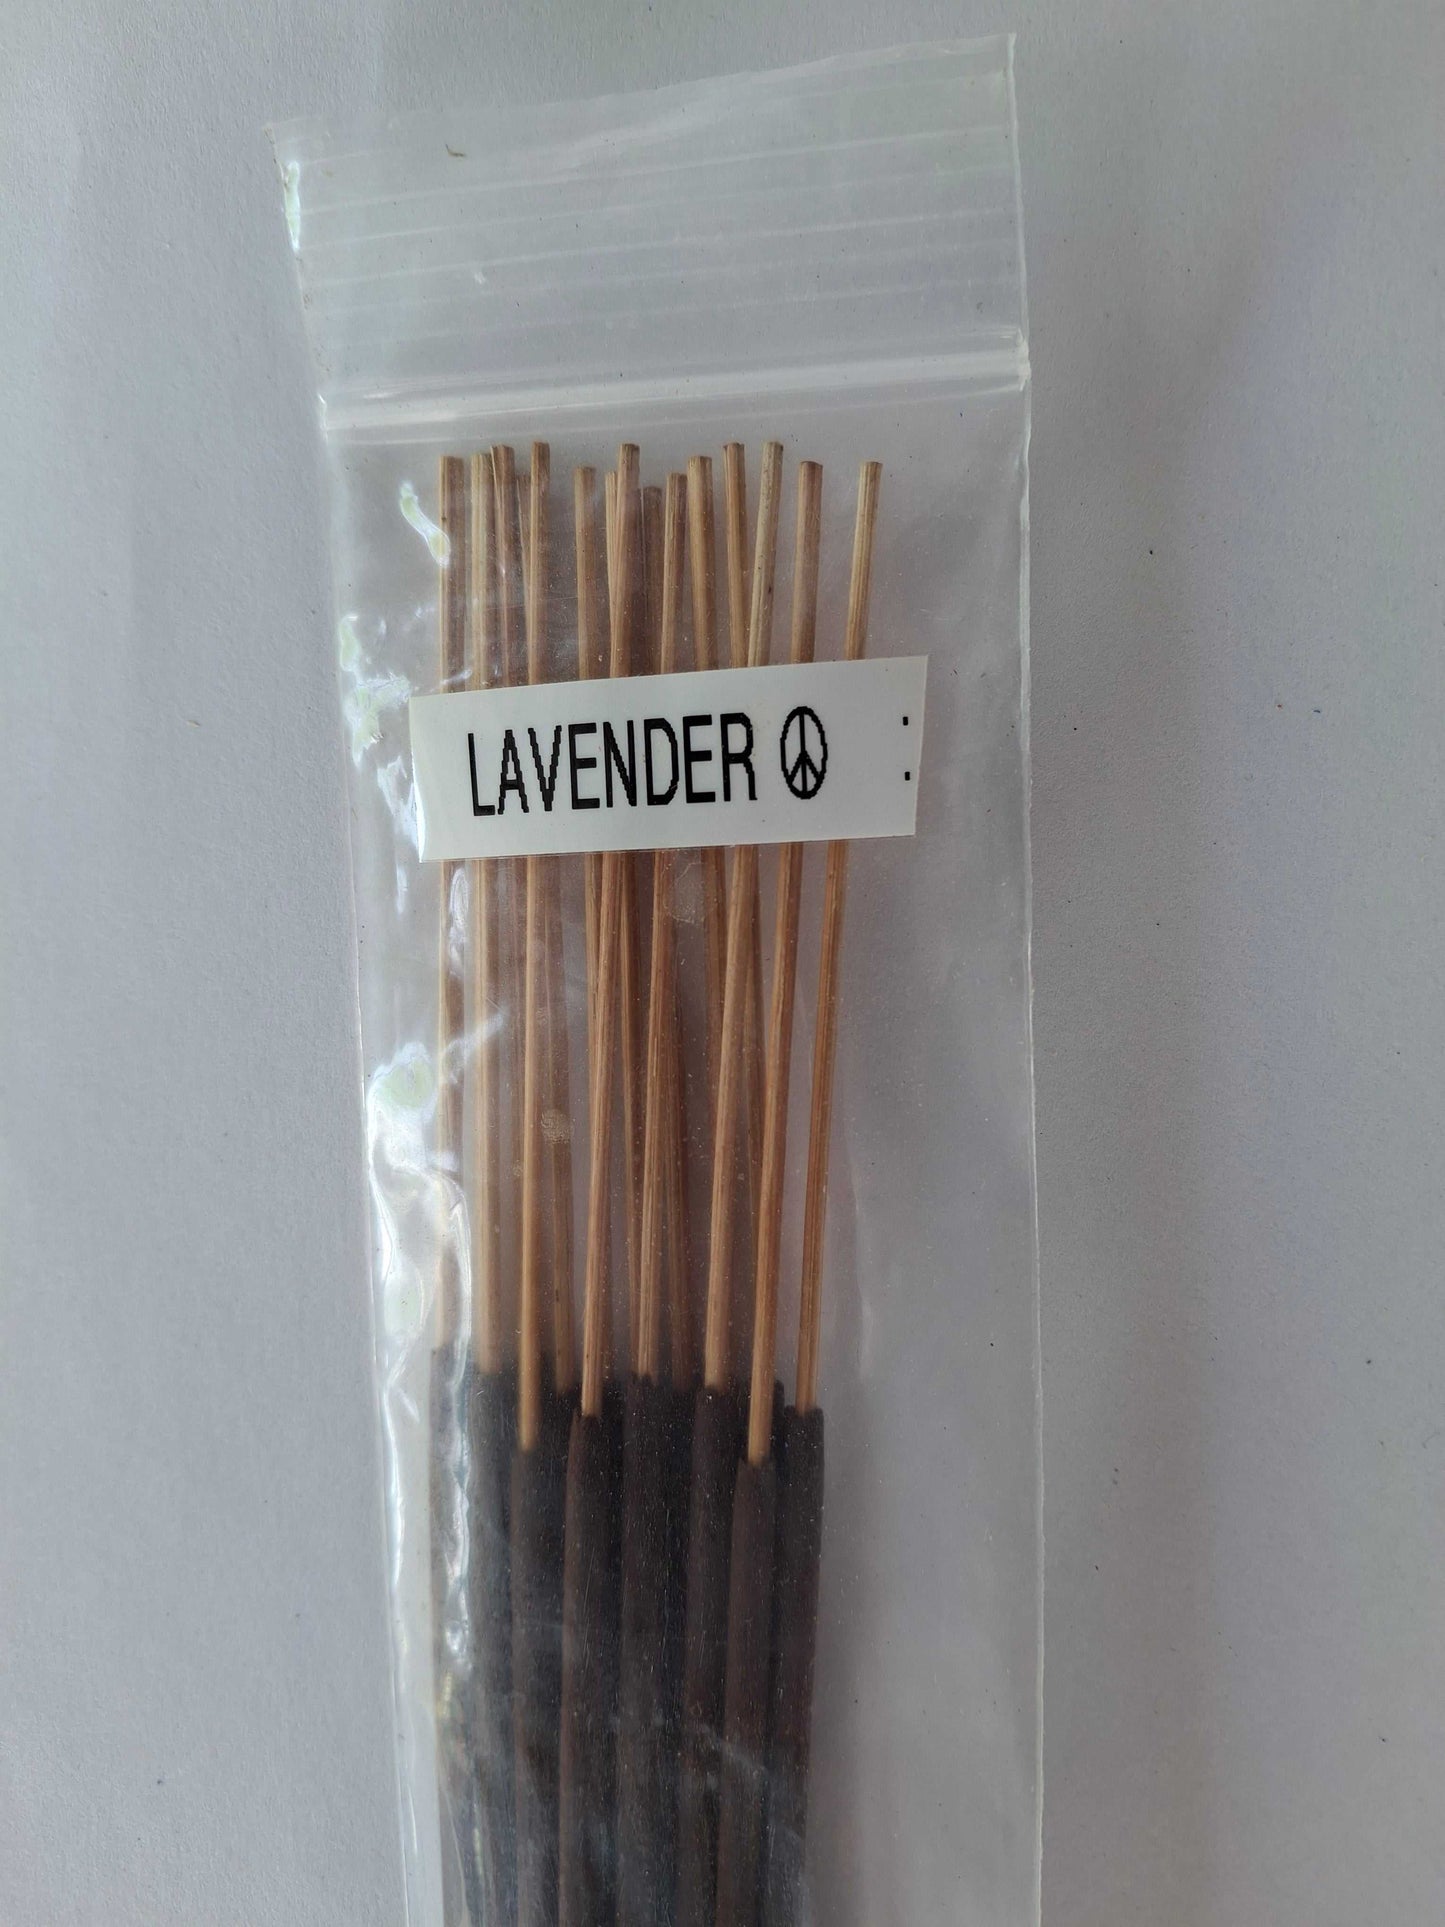 LAVENDER ☮ :